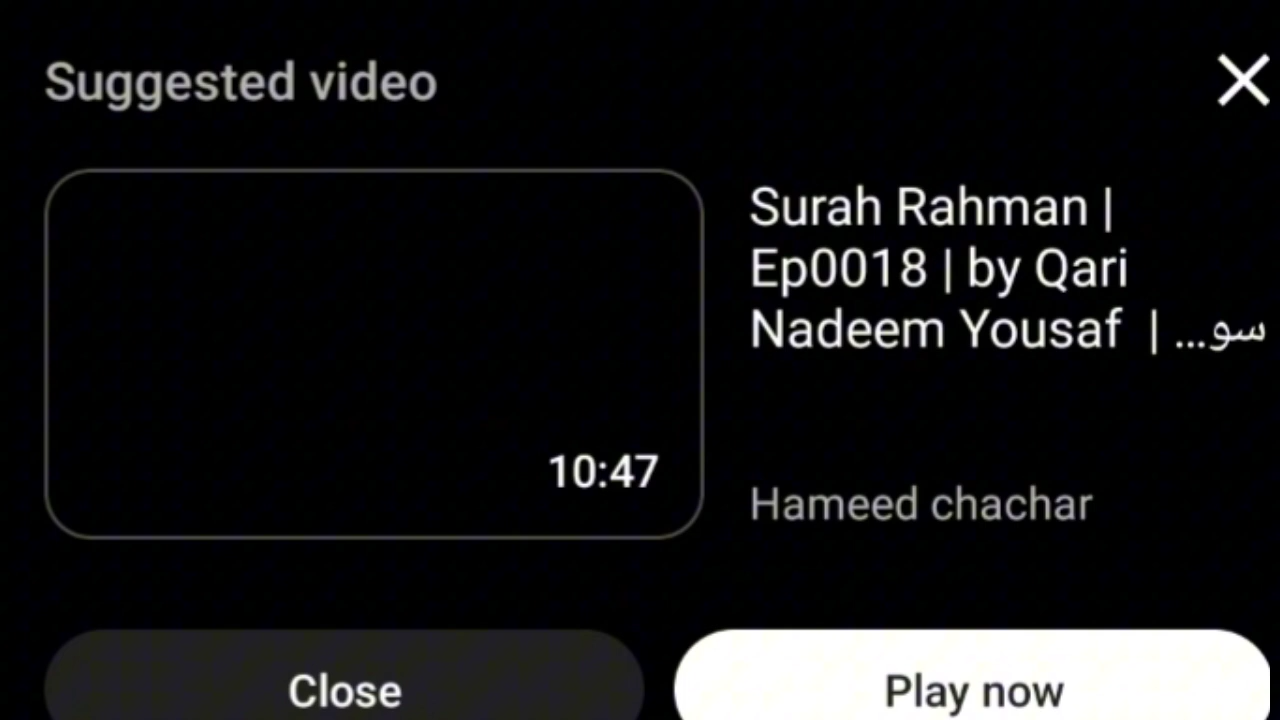 Suggested video
Surah Rahman |
Ep0018 | by Qari
Nadeem Yousaf | ...سو
10:47
Hameed chachar
Close
Play now